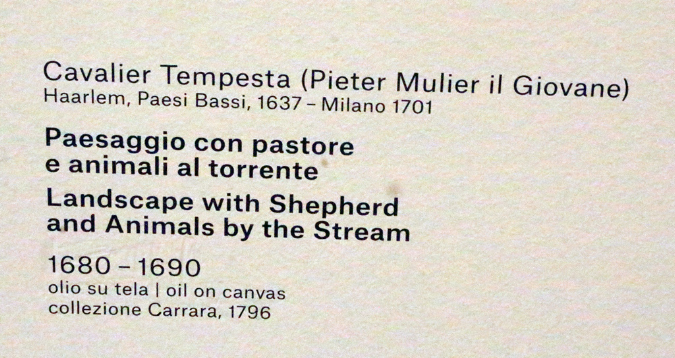 Cavalier Tempesta (Pieter Mulier il Giovane)
Haarlem, Paesi Bassi, 1637 – Milano 1701
Paesaggio con pastore
e animali al torrente
Landscape with Shepherd
and Animals by the Stream
1680 – 1690
olio su tela | oil on canvas
collezione Carrara, 1796